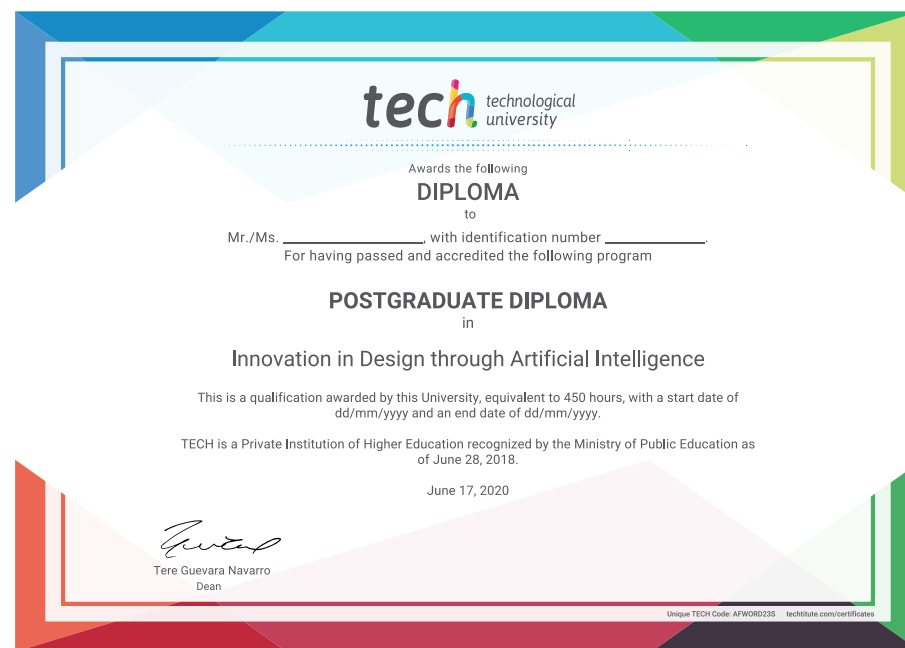 tech technological
university
Awards the following
DIPLOMA
to
Mr./Ms. ____________, with identification number ____________.
For having passed and accredited the following program
POSTGRADUATE DIPLOMA
in
Innovation in Design through Artificial Intelligence
This is a qualification awarded by this University, equivalent to 450 hours, with a start date of
dd/mm/yyyy and an end date of dd/mm/yyyy.
TECH is a Private Institution of Higher Education recognized by the Ministry of Public Education as
of June 28, 2018.
June 17, 2020
Tere Guevara Navarro
Dean
Unique TECH Code: AFWORD23S techtitute.com/certificates